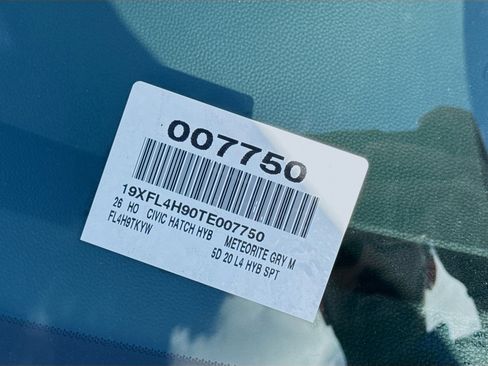 007750
19XFL4H90TE007750
26 HO CIVIC HATCH HYB METEORITE GRY M
FL4H9TKYW 5D 20 L4 HYB SPT